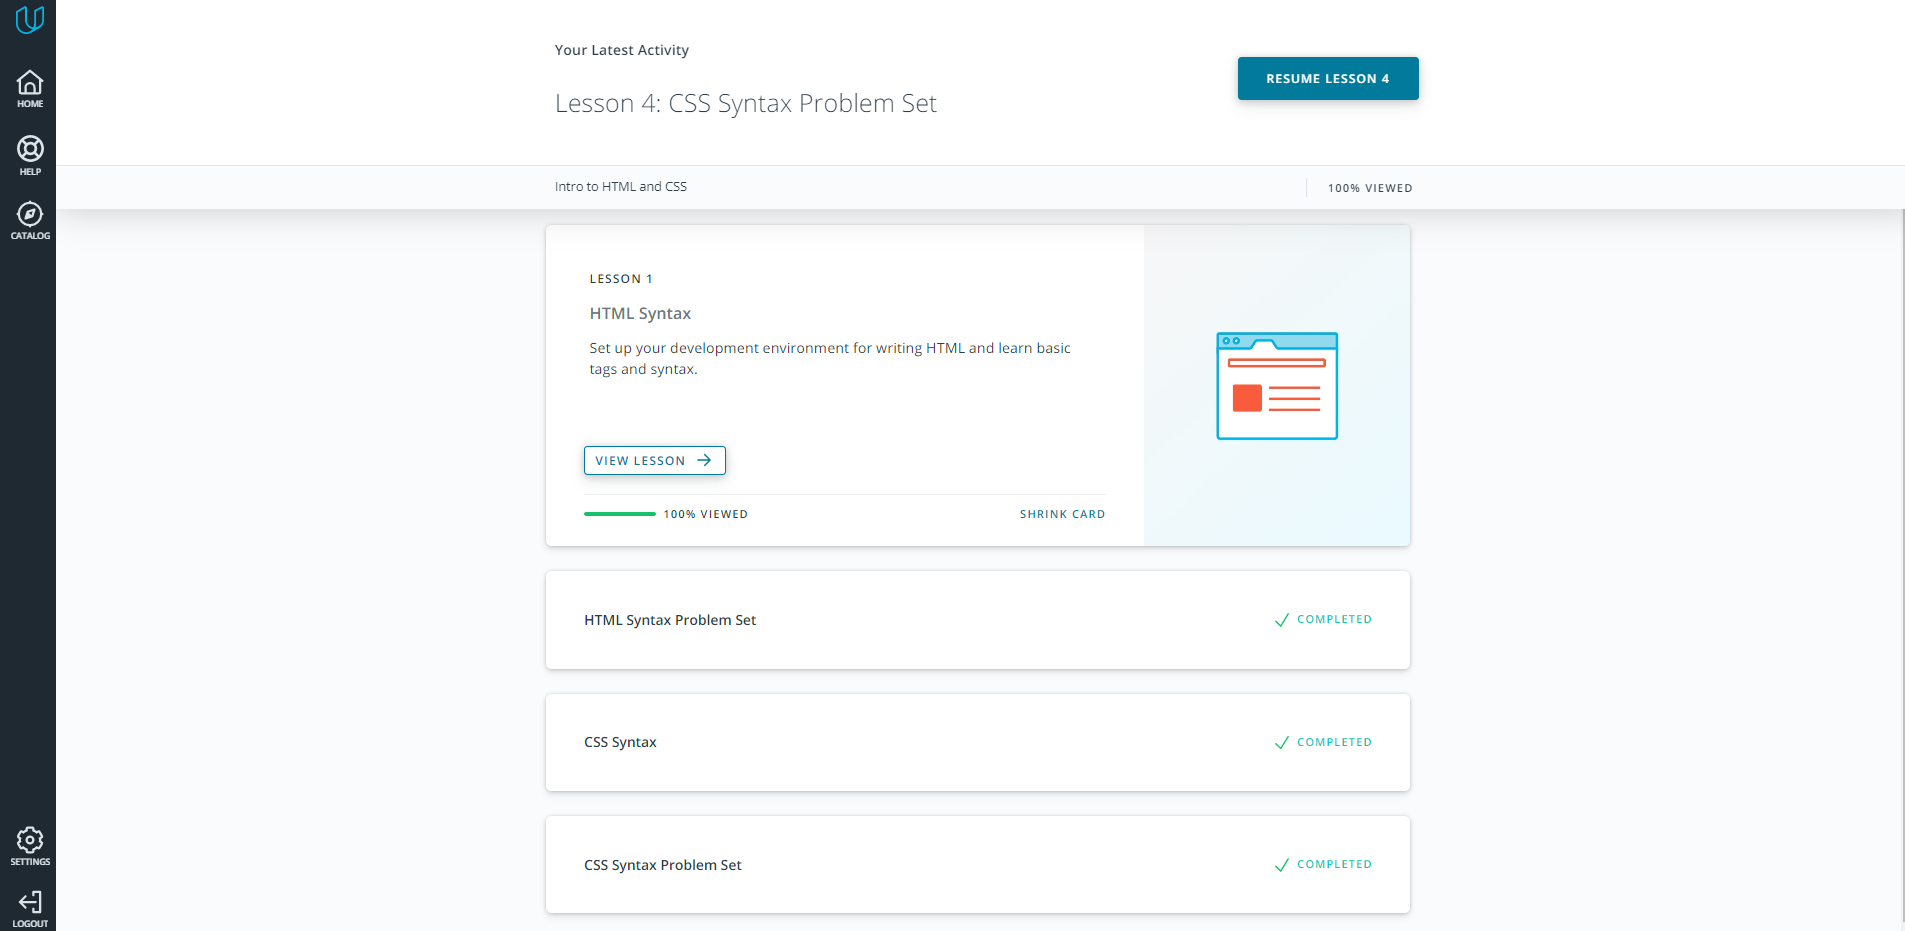 HOME
HELP
CATALOG
SETTINGS
LOGOUT
Your Latest Activity
Lesson 4: CSS Syntax Problem Set
RESUME LESSON 4
Intro to HTML and CSS
100% VIEWED
LESSON 1
HTML Syntax
Set up your development environment for writing HTML and learn basic
tags and syntax.
VIEW LESSON
100% VIEWED
SHRINK CARD
HTML Syntax Problem Set
COMPLETED
CSS Syntax
COMPLETED
CSS Syntax Problem Set
COMPLETED